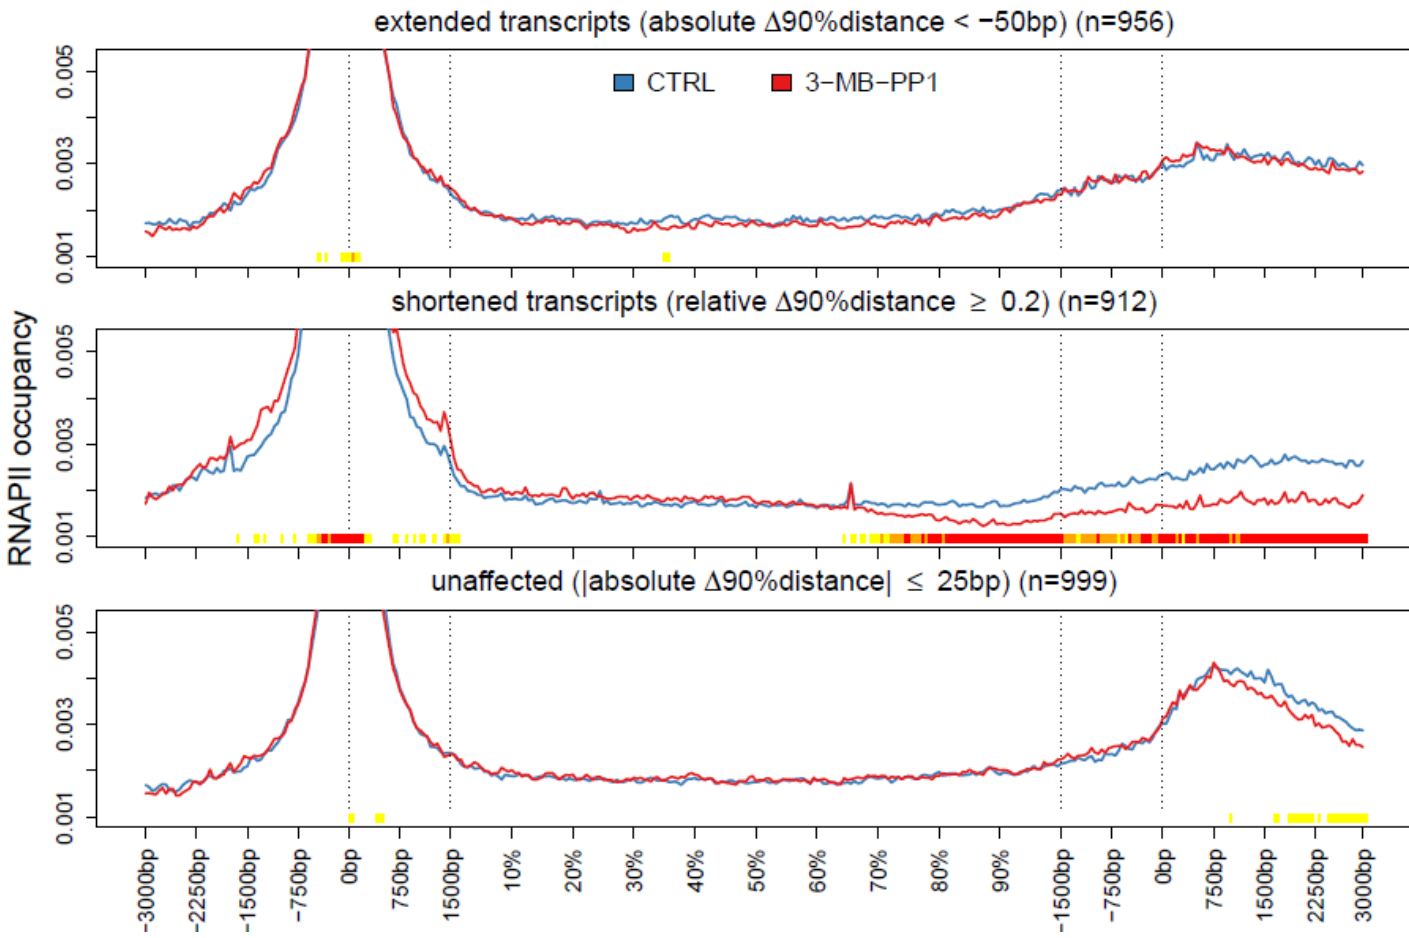 extended transcripts (absolute Δ90%distance < −50bp) (n=956)
CTRL 3−MB−PP1
0.005
0.003
0.001
shortened transcripts (relative Δ90%distance ≥ 0.2) (n=912)
0.005
0.003
0.001
RNAPII occupancy
unaffected (|absolute Δ90%distance| ≤ 25bp) (n=999)
0.005
0.003
0.001
−3000bp −2250bp −1500bp −750bp 0bp 750bp 1500bp 10% 20% 30% 40% 50% 60% 70% 80% 90% −1500bp −750bp 0bp 750bp 1500bp 2250bp 3000bp